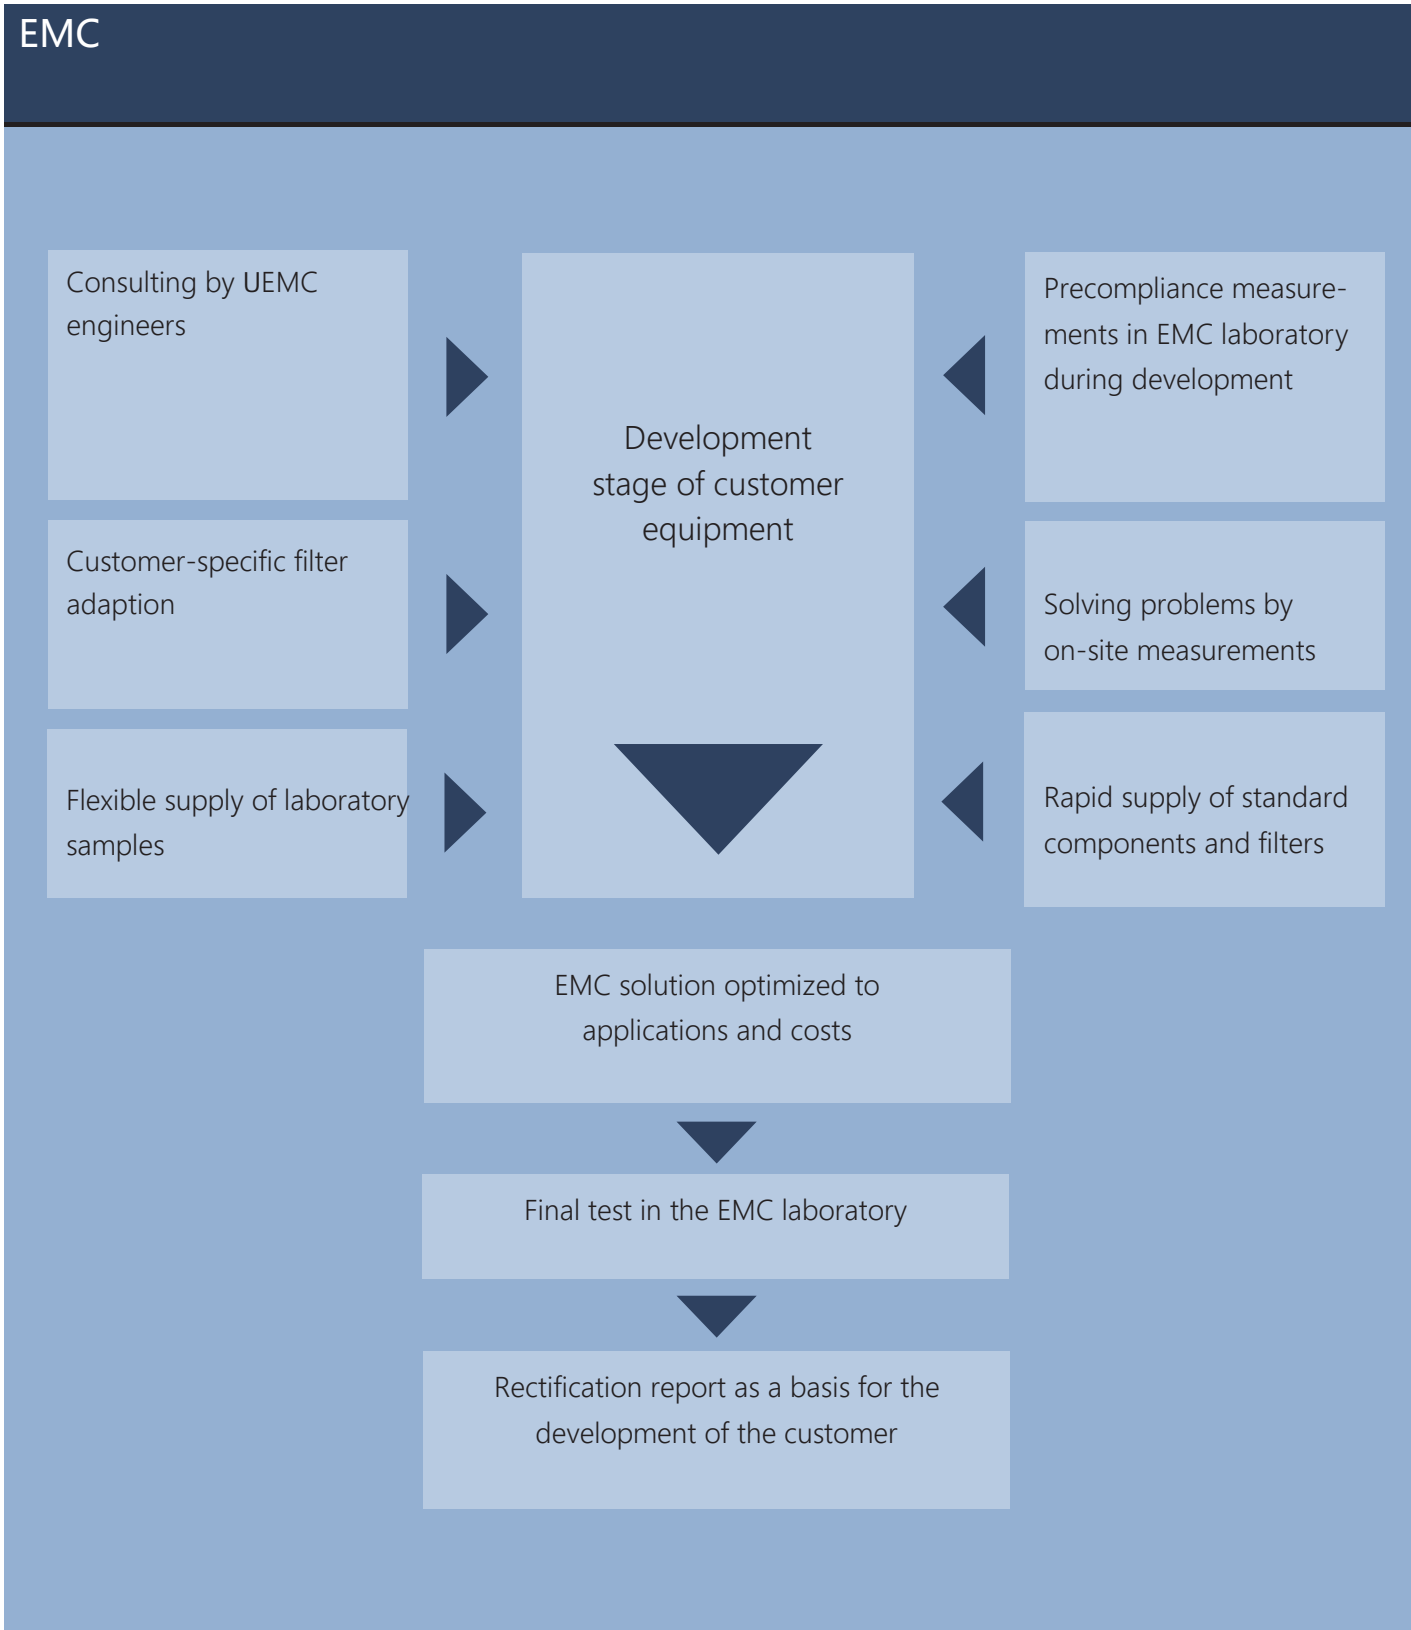 EMC
Consulting by UEMC
engineers
Customer-specific filter
adaption
Flexible supply of laboratory
samples
Development
stage of customer
equipment
Precompliance measure-
ments in EMC laboratory
during development
Solving problems by
on-site measurements
Rapid supply of standard
components and filters
EMC solution optimized to
applications and costs
Final test in the EMC laboratory
Rectification report as a basis for the
development of the customer